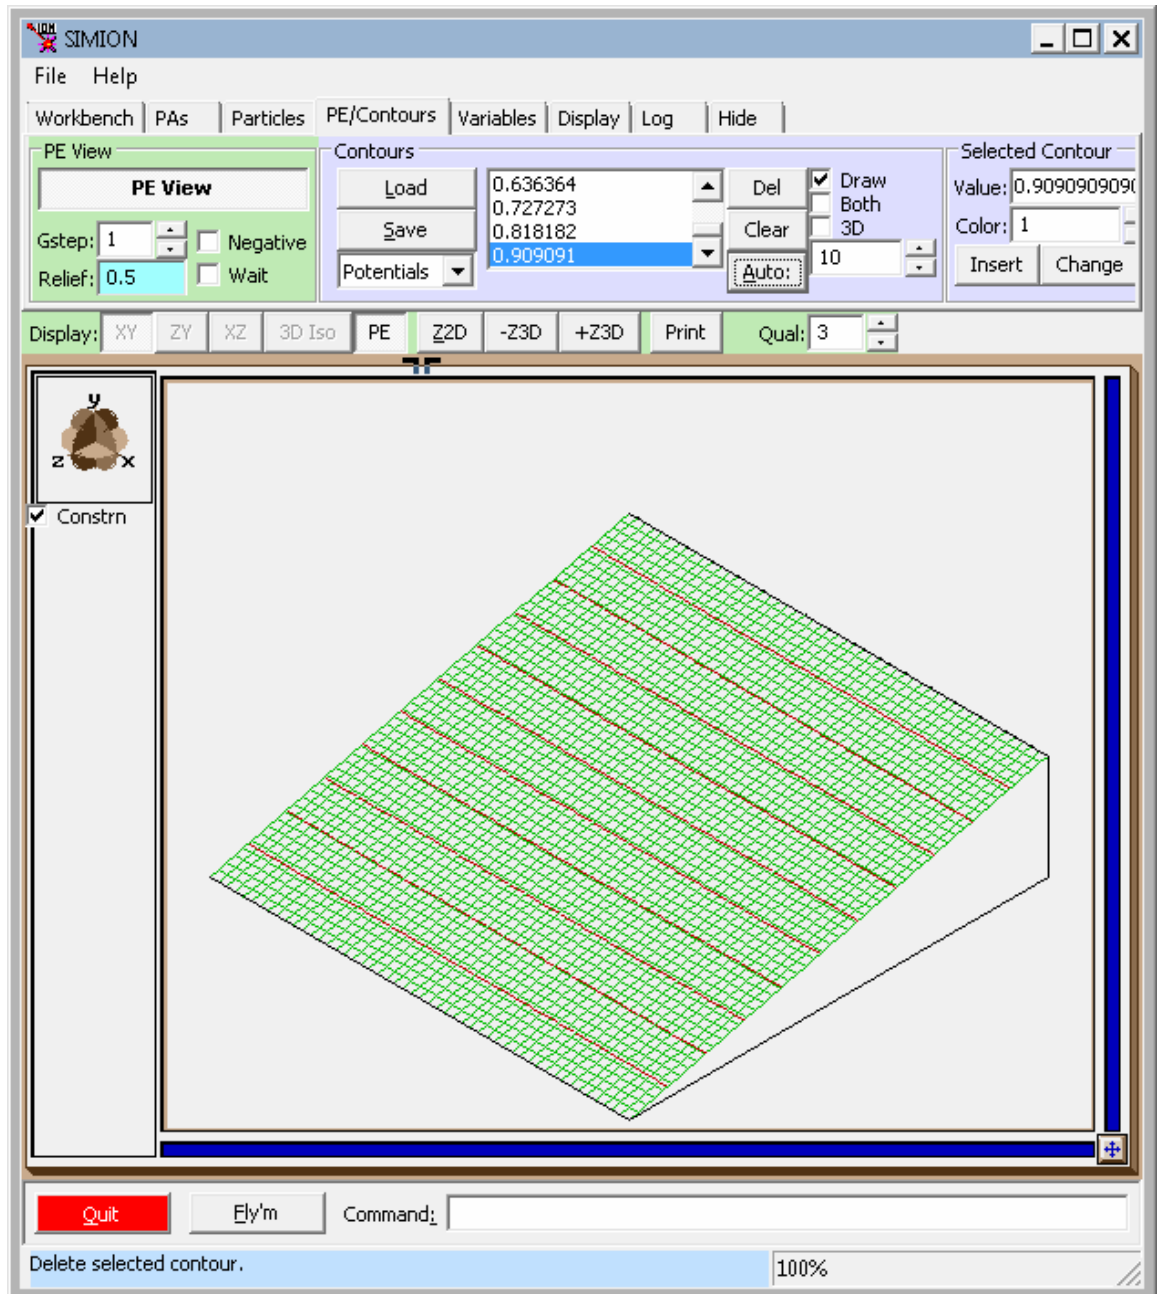 SIMION
File Help
Workbench PAs Particles PE/Contours Variables Display Log Hide
PE View
PE View
Gstep: 1 Negative
Relief: 0.5 Wait
Contours
Load
Save
Potentials
0.636364
0.727273
0.818182
0.909091
Del
Clear
Auto:
Draw
Both
3D
10
Selected Contour
Value: 0.909090909
Color: 1
Insert Change
Display: XY ZY XZ 3D Iso PE Z2D -Z3D +Z3D Print Qual: 3
y
z x
Constrn
Quit Fly'm Command:
Delete selected contour. 100%